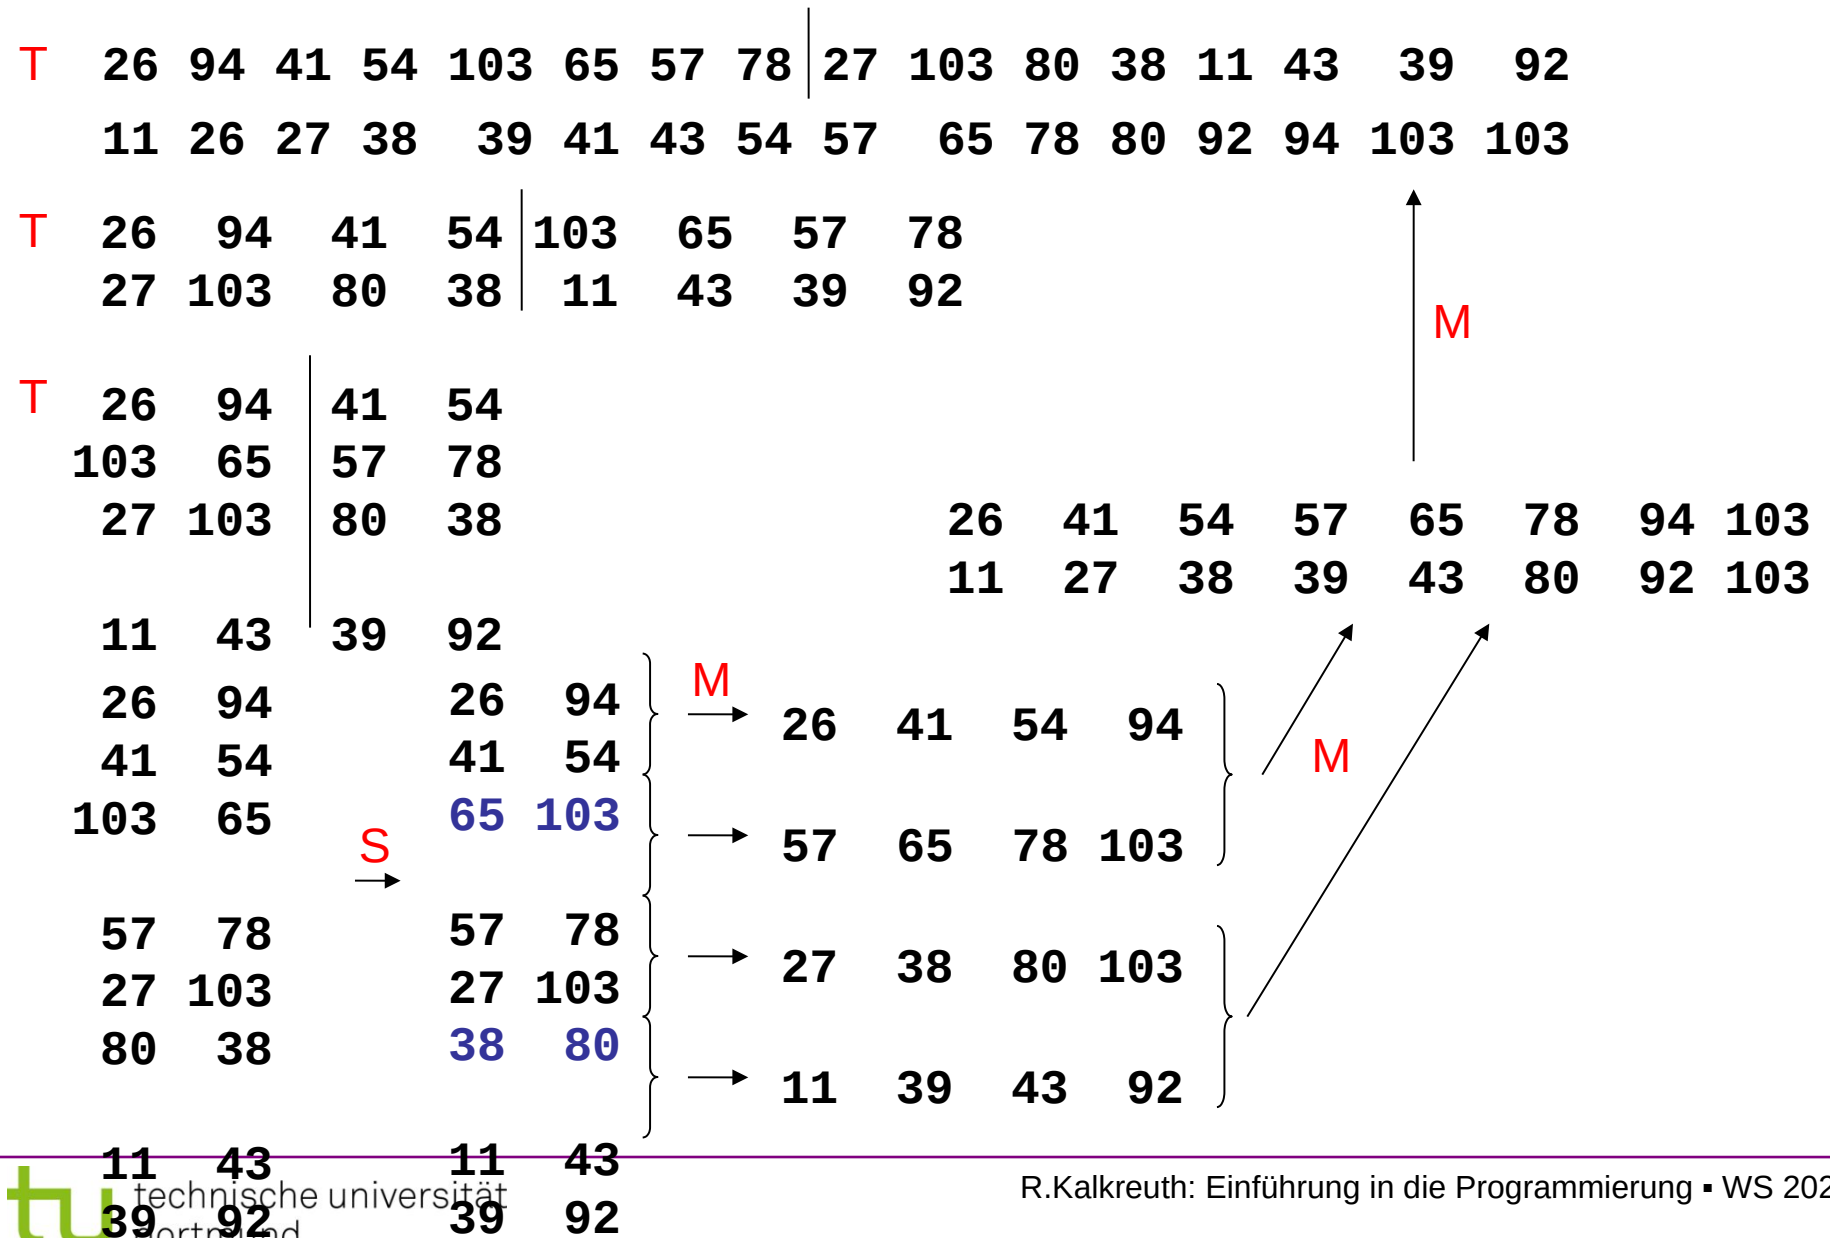 T 26 94 41 54 103 65 57 78 27 103 80 38 11 43 39 92
11 26 27 38 39 41 43 54 57 65 78 80 92 94 103 103
T 26 94 41 54 103 65 57 78
27 103 80 38 11 43 39 92
M
T 26 94 41 54
103 65 57 78
27 103 80 38
11 43 39 92
26 41 54 57 65 78 94 103
11 27 38 39 43 80 92 103
26 94
41 54
103 65
57 78
27 103
80 38
11 43
39 92
S
26 94
41 54
65 103
57 78
27 103
38 80
11 43
39 92
M
26 41 54 94
57 65 78 103
27 38 80 103
11 39 43 92
M
tu technische universität
dortmund
R.Kalkreuth: Einführung in die Programmierung ▪ WS 202